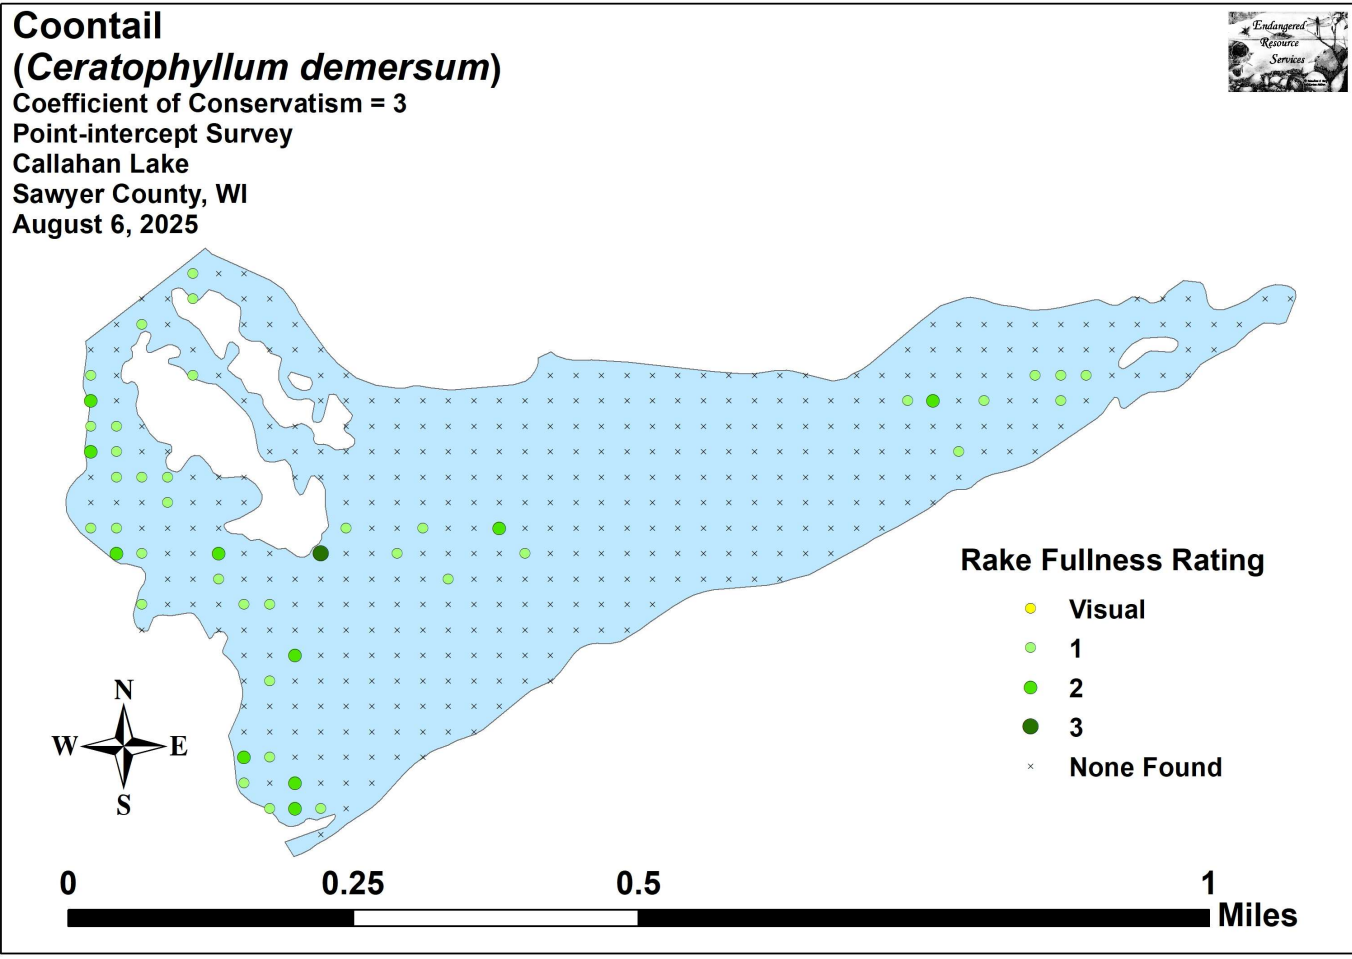 Coontail
(Ceratophyllum demersum)
Coefficient of Conservatism = 3
Point-intercept Survey
Callahan Lake
Sawyer County, WI
August 6, 2025
Endangered
Resource
Services
Rake Fullness Rating
Visual
1
2
3
None Found
N
W E
S
0 0.25 0.5 1
Miles